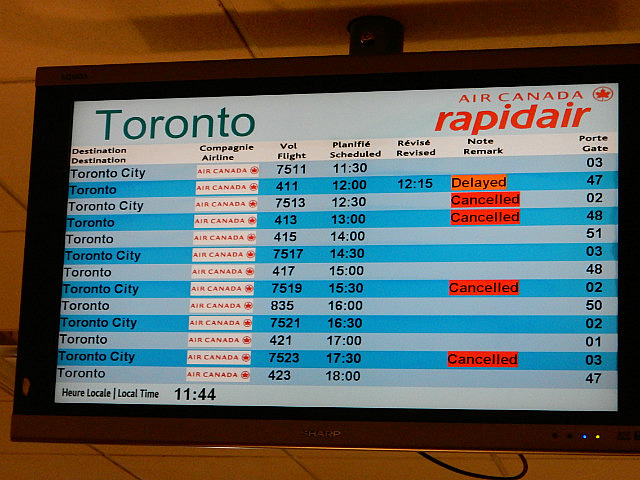 AIR CANADA
Toronto rapidair
Destination Compagnie Vol Planifié Révisé Note Porte
Destination Airline Flight Scheduled Revised Remark Gate
Toronto City AIR CANADA 7511 11:30 03
Toronto AIR CANADA 411 12:00 12:15 Delayed 47
Toronto City AIR CANADA 7513 12:30 Cancelled 02
Toronto AIR CANADA 413 13:00 Cancelled 48
Toronto AIR CANADA 415 14:00 51
Toronto City AIR CANADA 7517 14:30 03
Toronto AIR CANADA 417 15:00 48
Toronto City AIR CANADA 7519 15:30 Cancelled 02
Toronto AIR CANADA 835 16:00 50
Toronto City AIR CANADA 7521 16:30 02
Toronto AIR CANADA 421 17:00 01
Toronto City AIR CANADA 7523 17:30 Cancelled 03
Toronto AIR CANADA 423 18:00 47
Heure Locale | Local Time 11:44
SHARP